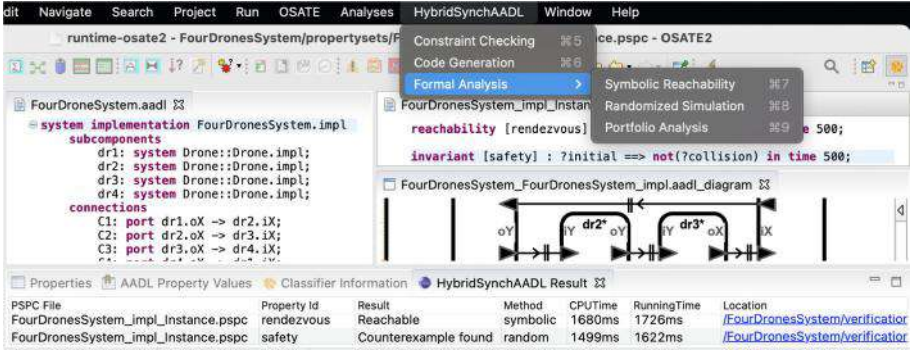 dit Navigate Search Project Run OSATE Analyses HybridSynchAADL Window Help
runtime-osate2 - FourDronesSystem/propertysets/F
ce.pspc - OSATE2
Constraint Checking ⌘5
Code Generation ⌘6
Formal Analysis >
Symbolic Reachability ⌘7
Randomized Simulation ⌘8
Portfolio Analysis ⌘9
FourDroneSystem.aadl
system implementation FourDronesSystem.impl
subcomponents
dr1: system Drone::Drone.impl;
dr2: system Drone::Drone.impl;
dr3: system Drone::Drone.impl;
dr4: system Drone::Drone.impl;
connections
C1: port dr1.oX -> dr2.iX;
C2: port dr2.oX -> dr3.iX;
C3: port dr3.oX -> dr4.iX;
FourDronesSystem_impl_Instan
reachability [rendezvous]
e 500;
invariant [safety] : ?initial ==> not(?collision) in time 500;
FourDronesSystem_FourDronesSystem_impl.aadl_diagram
oY iY dr2* oY iY dr3* oX iX
Properties AADL Property Values Classifier Information HybridSynchAADL Result
PSPC File Property Id Result Method CPUTime RunningTime Location
FourDronesSystem_impl_Instance.pspc rendezvous Reachable symbolic 1680ms 1726ms /FourDronesSystem/verification
FourDronesSystem_impl_Instance.pspc safety Counterexample found random 1499ms 1622ms /FourDronesSystem/verification